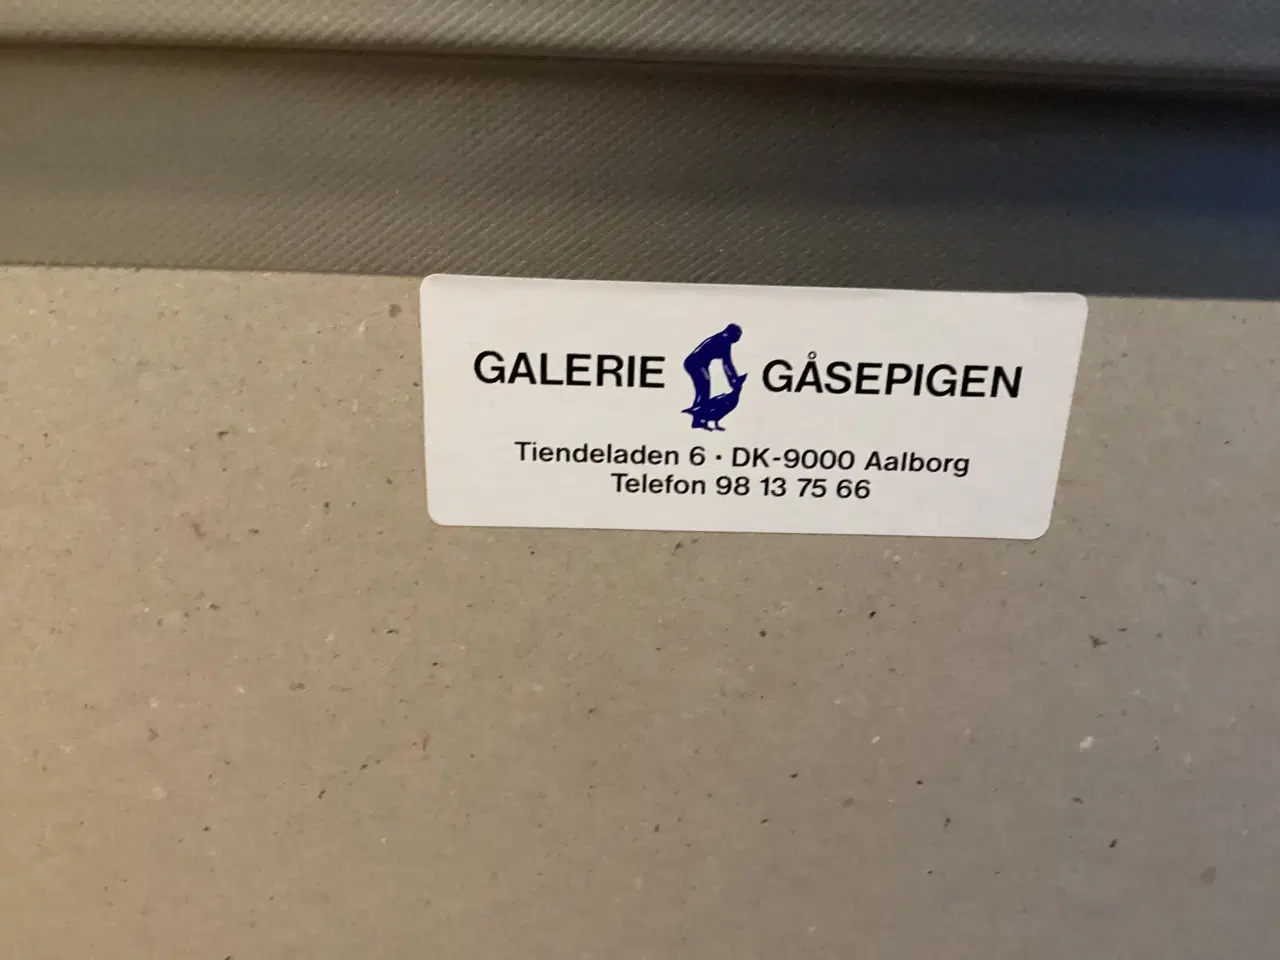 GALERIE GÅSEPIGEN
Tiendeladen 6 · DK-9000 Aalborg
Telefon 98 13 75 66